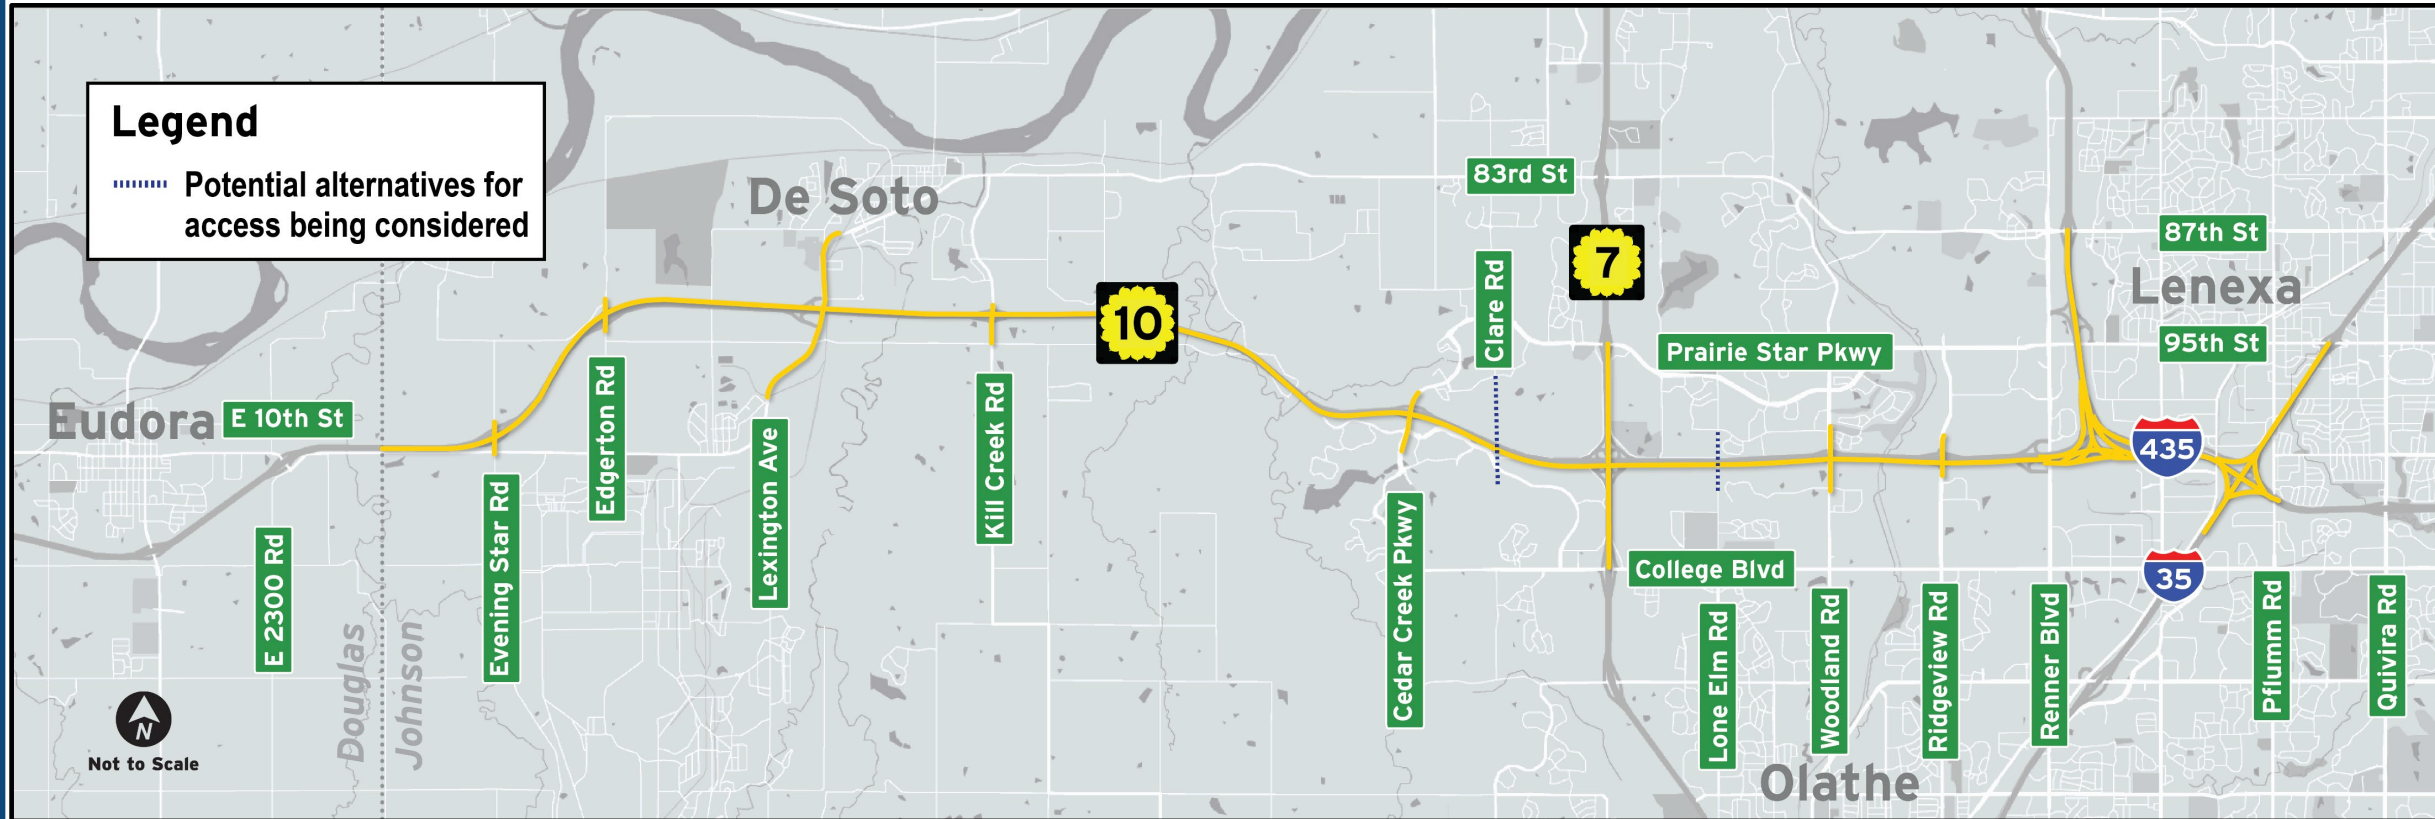 Legend
Potential alternatives for
access being considered
De Soto
83rd St
87th St
Lenexa
7
Clare Rd
10
Prairie Star Pkwy
95th St
Eudora
E 10th St
Edgerton Rd
Kill Creek Rd
Lexington Ave
435
Evening Star Rd
Cedar Creek Pkwy
College Blvd
35
E 2300 Rd
Lone Elm Rd
Woodland Rd
Ridgeview Rd
Renner Blvd
Pflumm Rd
Quivira Rd
Douglas
Johnson
N
Not to Scale
Olathe